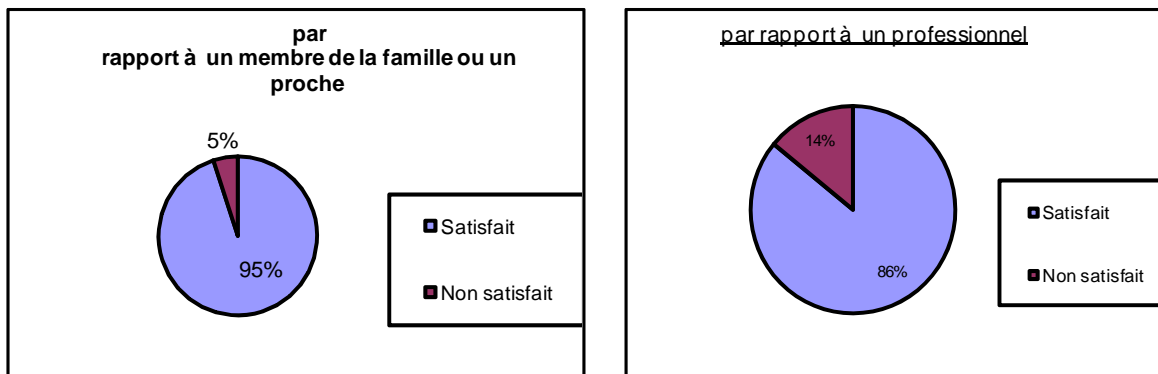 par
rapport à un membre de la famille ou un
proche
5%
95%
Satisfait
Non satisfait
par rapport à un professionnel
14%
86%
Satisfait
Non satisfait